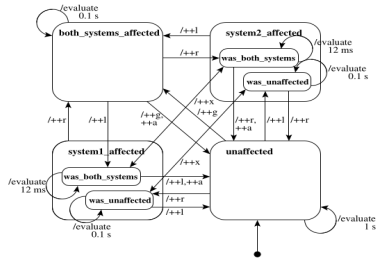 /evaluate
0.1 s
both_systems_affected
/++l
/++r
system2_affected
was_both_systems
/evaluate
12 ms
was_unaffected
/evaluate
0.1 s
/++x
/++g
/++g,
++a
/++r,
++a
/++l
/++r
/++r
/++l
system1_affected
/++x
unaffected
was_both_systems
/++l,++a
/evaluate
12 ms
was_unaffected
/++r
/++l
/evaluate
0.1 s
/evaluate
1 s